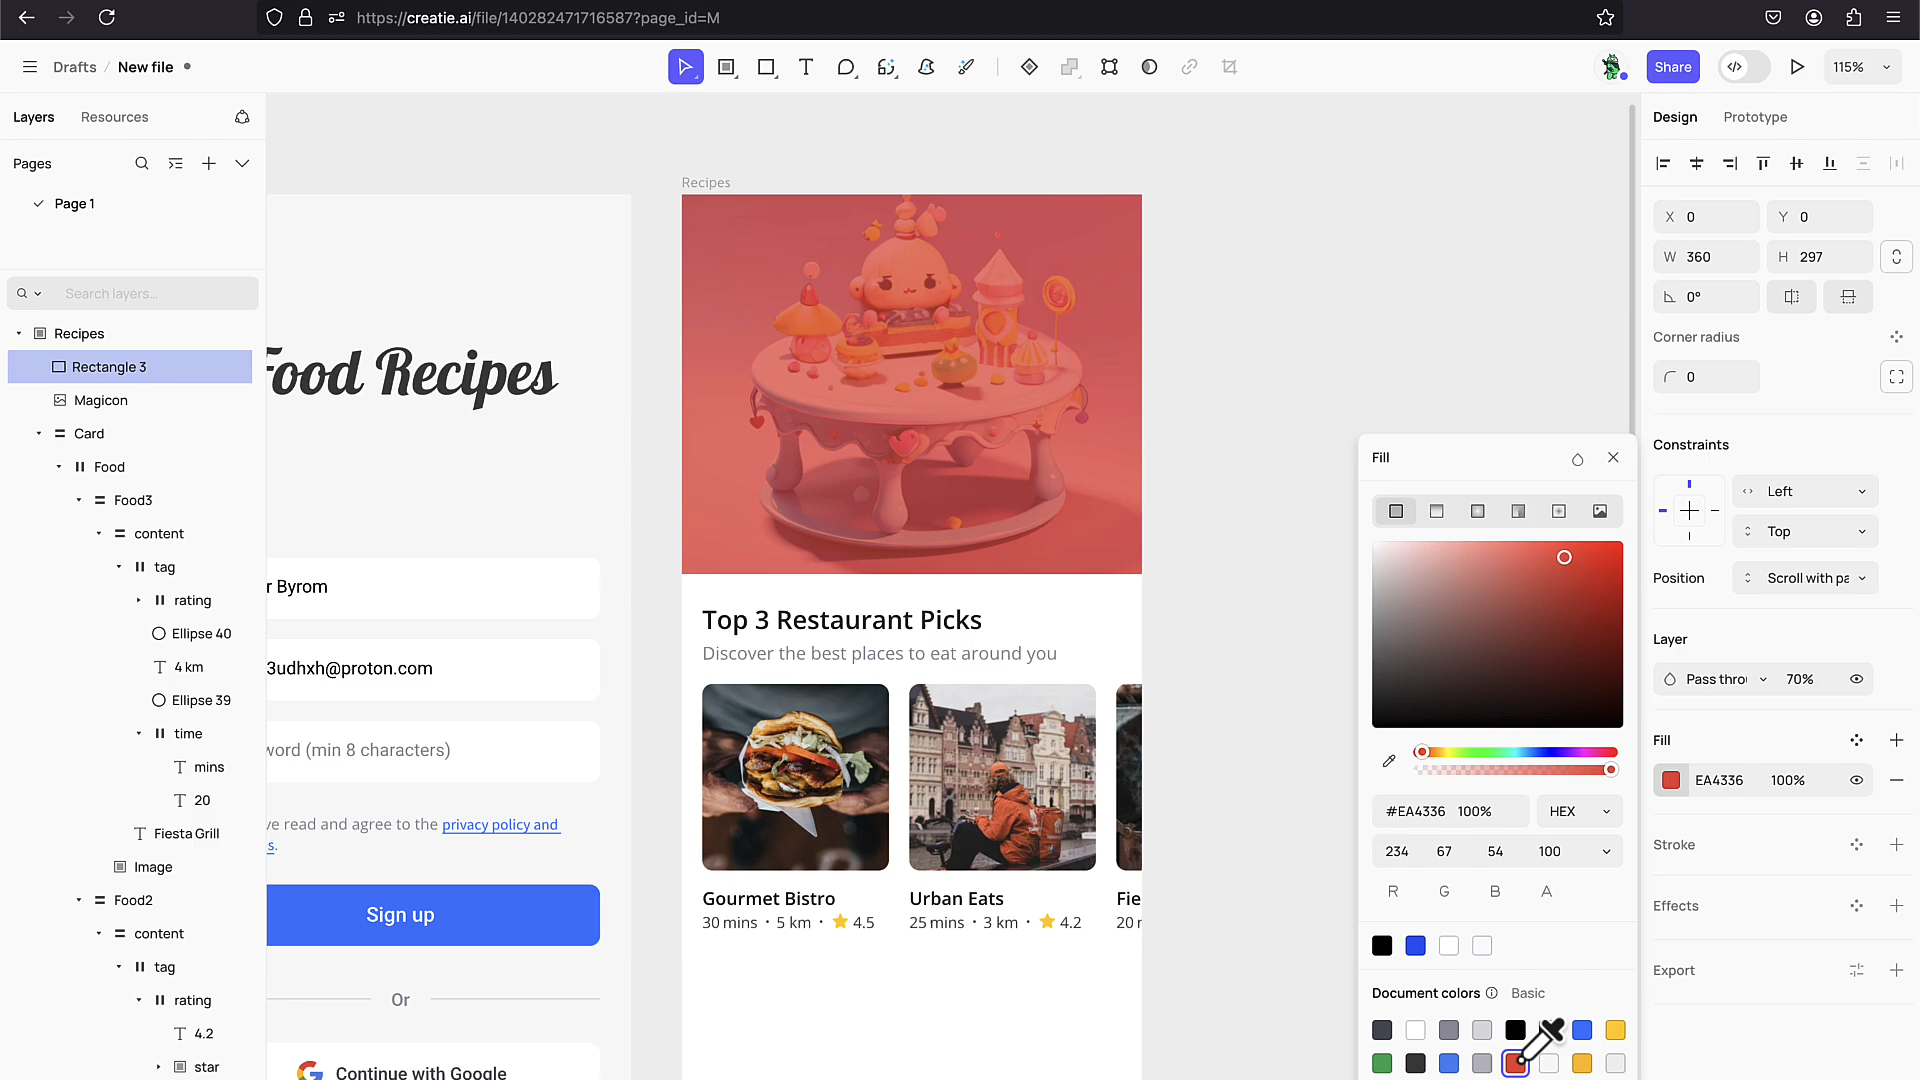 https://creatie.ai/file/140282471716587?page_id=M
Drafts / New file
Share
115%
Layers
Resources
Design
Prototype
Pages
Page 1
Search layers...
Recipes
Rectangle 3
Magicon
Card
Food
Food3
content
tag
rating
Ellipse 40
4 km
Ellipse 39
time
mins
20
Fiesta Grill
Image
Food2
content
tag
rating
4.2
star
Food Recipes
r Byrom
3udhxh@proton.com
word (min 8 characters)
ve read and agree to the privacy policy and
s.
Sign up
Or
Continue with Google
Recipes
Top 3 Restaurant Picks
Discover the best places to eat around you
Gourmet Bistro
30 mins • 5 km • 4.5
Urban Eats
25 mins • 3 km • 4.2
Fie
20 r
Fill
#EA4336 100%
HEX
234 67 54 100
R G B A
Document colors
Basic
X 0
Y 0
W 360
H 297
0°
Corner radius
0
Constraints
Left
Top
Position
Scroll with pa
Layer
Pass throu
70%
Fill
EA4336 100%
Stroke
Effects
Export